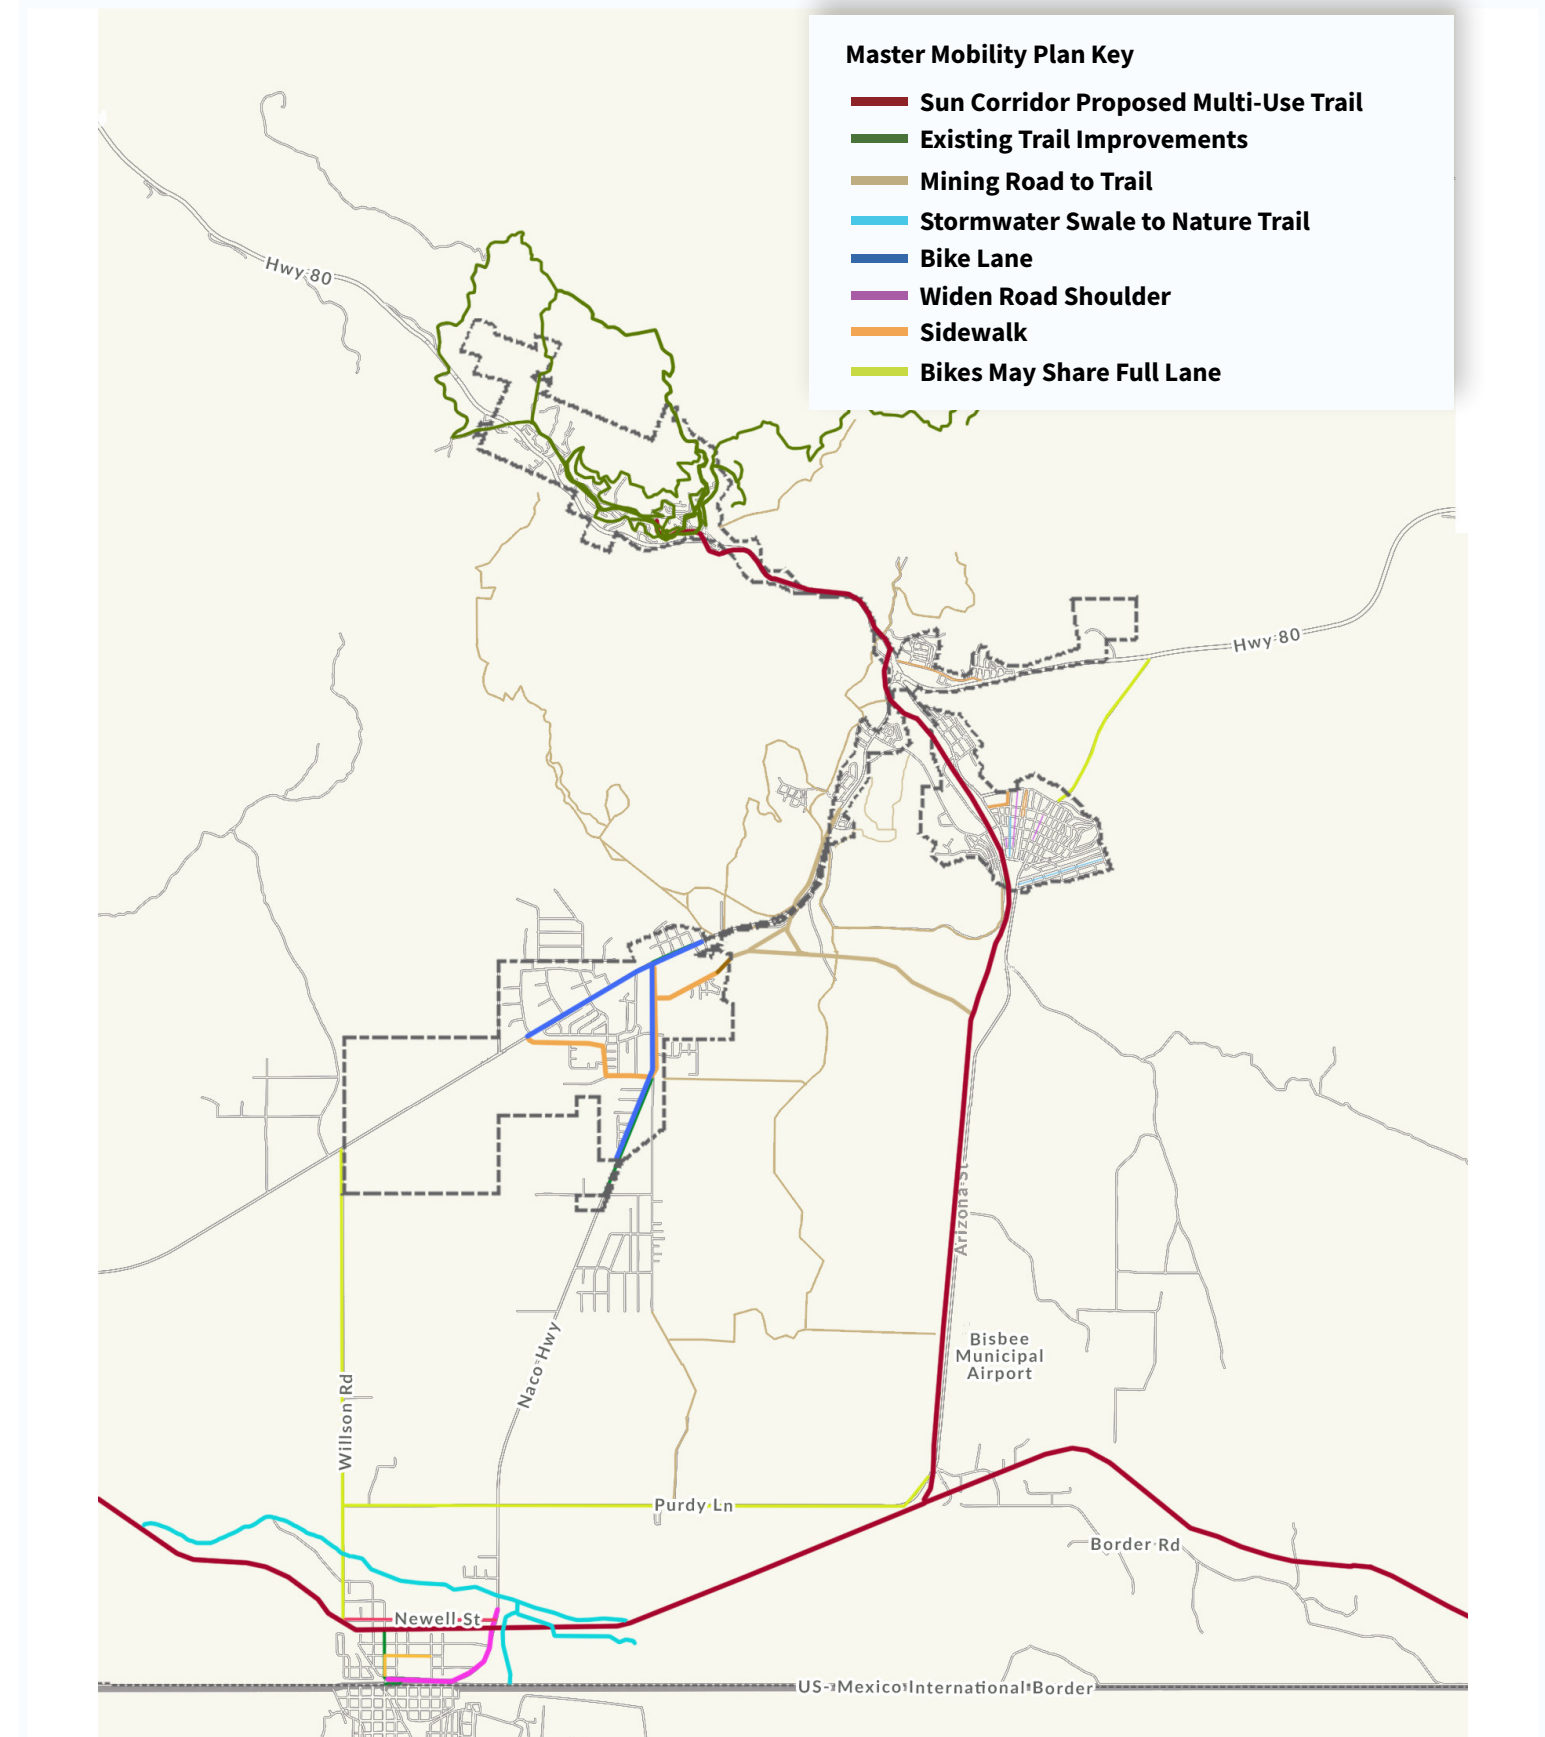 Master Mobility Plan Key
Sun Corridor Proposed Multi-Use Trail
Existing Trail Improvements
Mining Road to Trail
Stormwater Swale to Nature Trail
Bike Lane
Widen Road Shoulder
Sidewalk
Bikes May Share Full Lane
Hwy 80
Hwy 80
Arizona St
Bisbee
Municipal
Airport
Naco Hwy
Willson Rd
Purdy Ln
Border Rd
Newell St
US-Mexico International Border